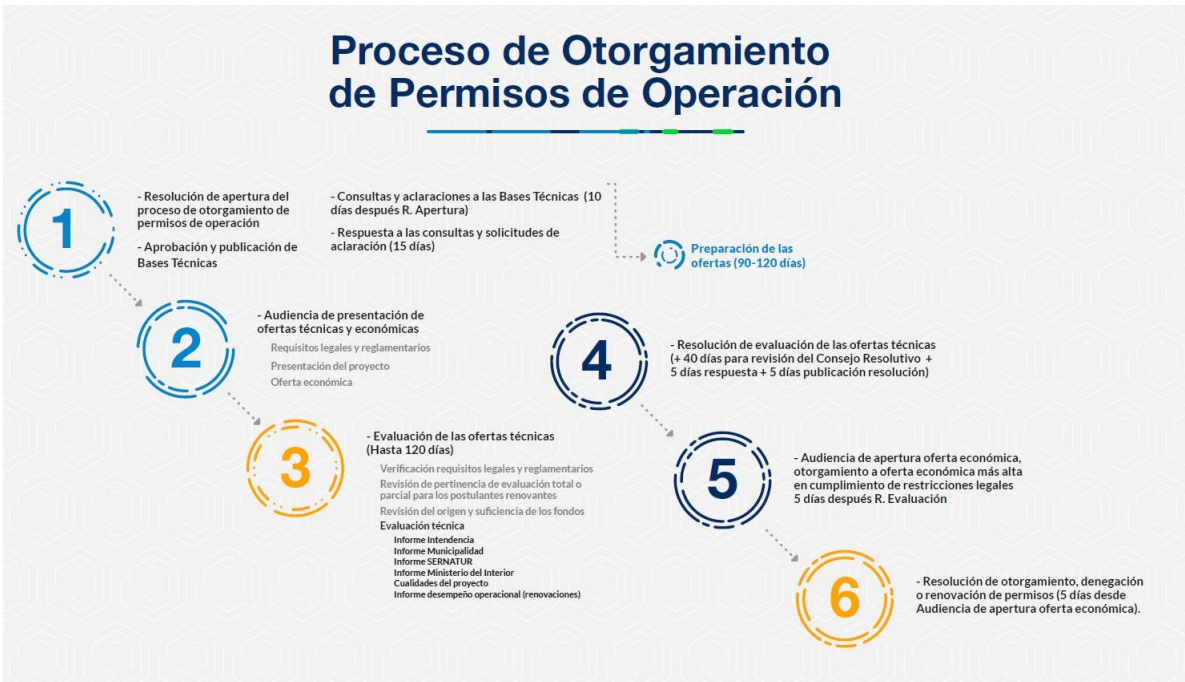 Proceso de Otorgamiento
de Permisos de Operación
1
- Resolución de apertura del
proceso de otorgamiento de
permisos de operación
- Aprobación y publicación de
Bases Técnicas
- Consultas y aclaraciones a las Bases Técnicas (10
días después R. Apertura)
- Respuesta a las consultas y solicitudes de
aclaración (15 días)
Preparación de las
ofertas (90-120 días)
2
- Audiencia de presentación de
ofertas técnicas y económicas
Requisitos legales y reglamentarios
Presentación del proyecto
Oferta económica
3
- Evaluación de las ofertas técnicas
(Hasta 120 días)
Verificación requisitos legales y reglamentarios
Revisión de pertinencia de evaluación total o
parcial para los postulantes renovantes
Revisión del origen y suficiencia de los fondos
Evaluación técnica
Informe Intendencia
Informe Municipalidad
Informe SERNATUR
Informe Ministerio del Interior
Cualidades del proyecto
Informe desempeño operacional (renovaciones)
4
- Resolución de evaluación de las ofertas técnicas
(+ 40 días para revisión del Consejo Resolutivo +
5 días respuesta + 5 días publicación resolución)
5
- Audiencia de apertura oferta económica,
otorgamiento a oferta económica más alta
en cumplimiento de restricciones legales
5 días después R. Evaluación
6
- Resolución de otorgamiento, denegación
o renovación de permisos (5 días desde
Audiencia de apertura oferta económica).